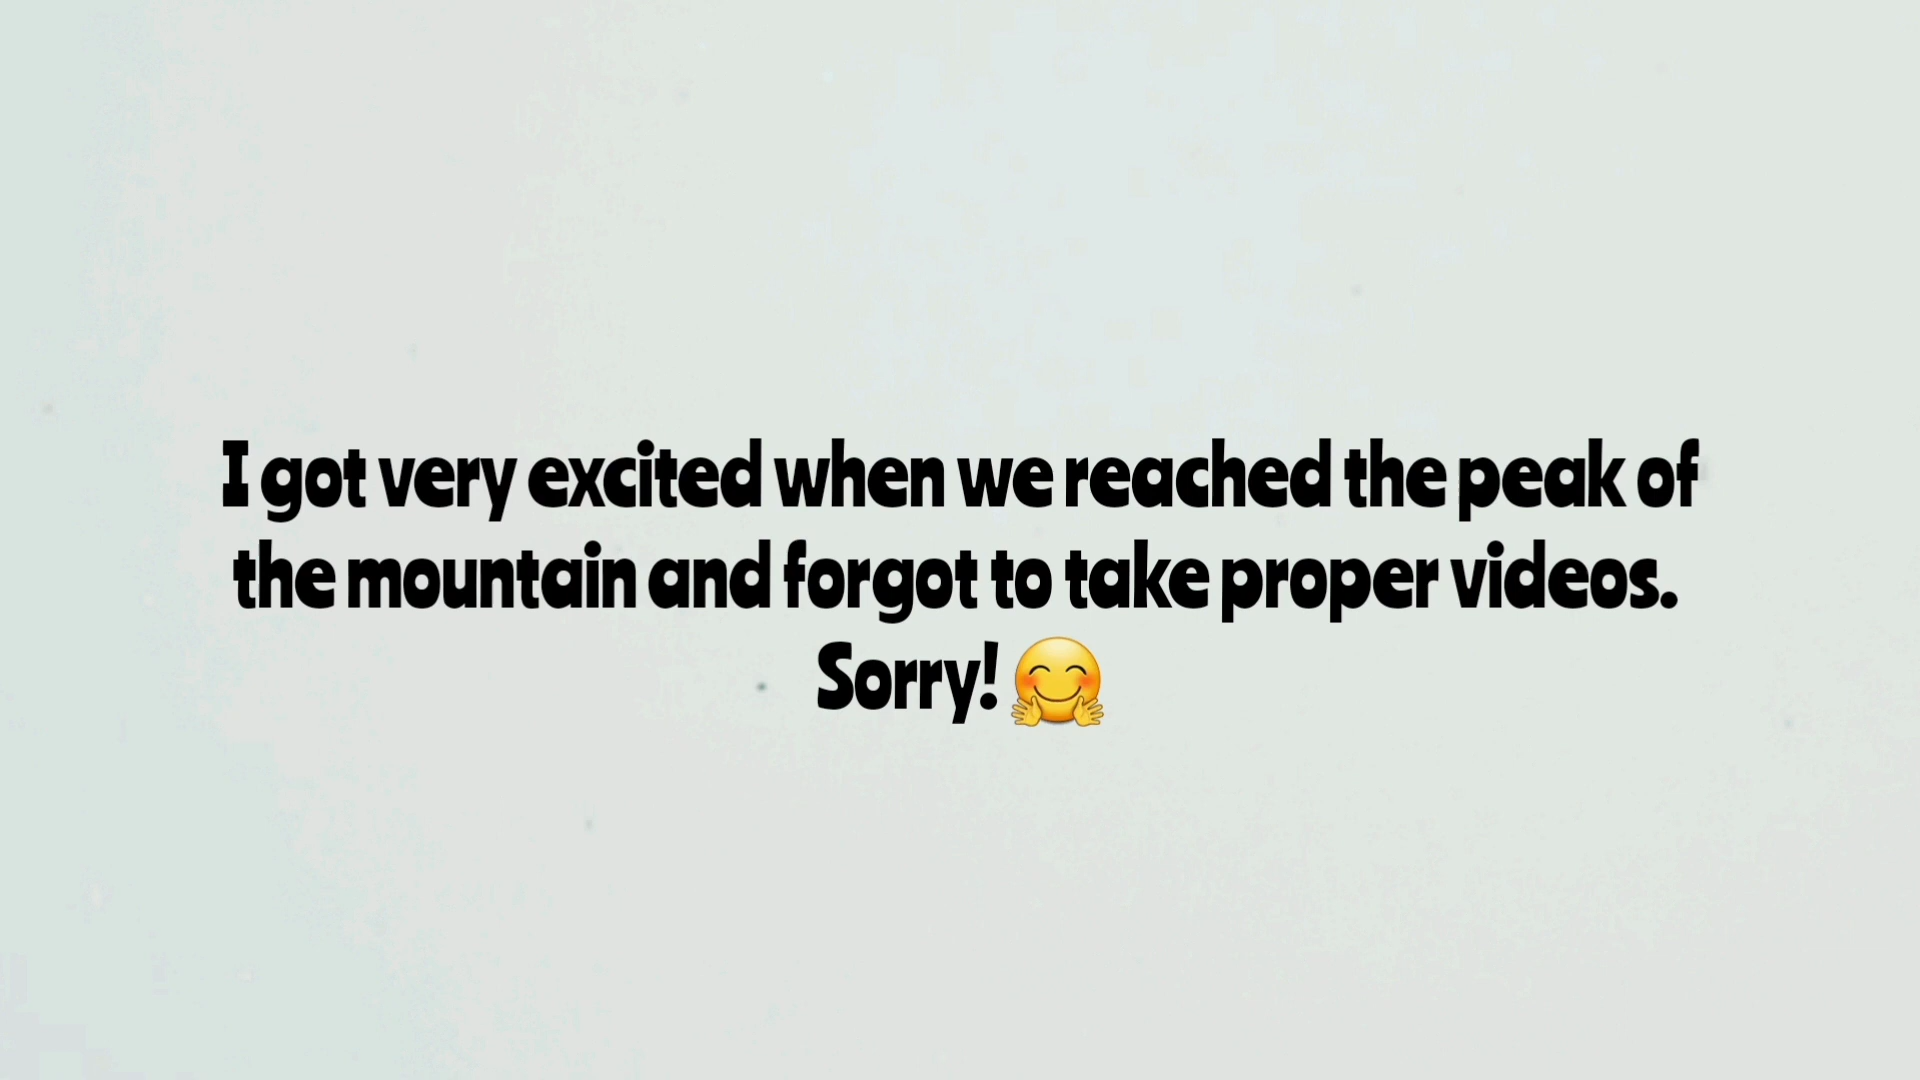 I got very excited when we reached the peak of
the mountain and forgot to take proper videos.
Sorry! 🤗